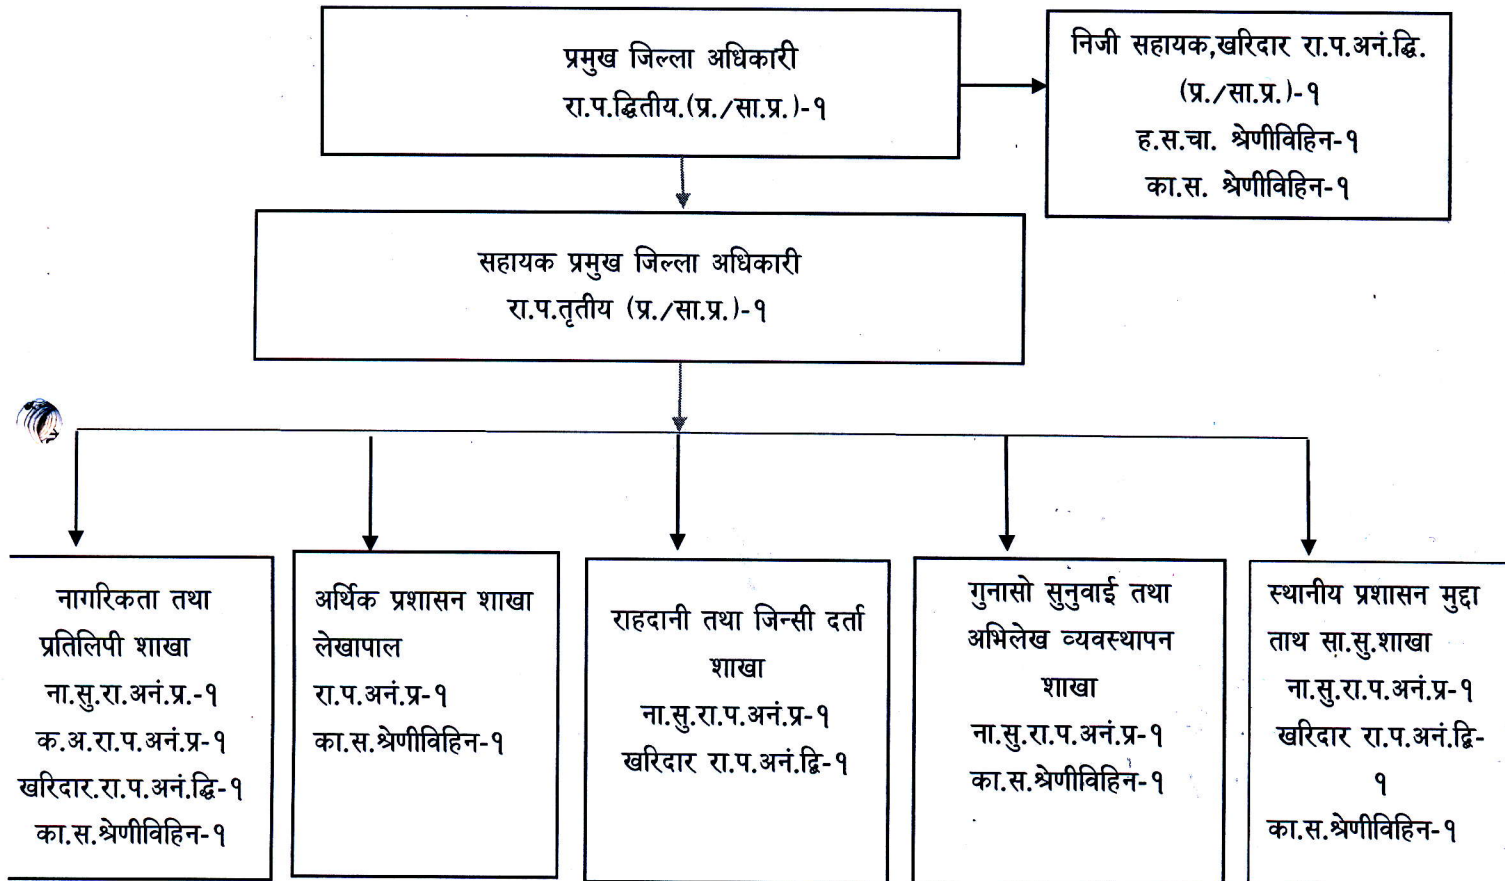 प्रमुख जिल्ला अधिकारी
रा.प.द्धितीय.(प्र./सा.प्र.)-१
निजी सहायक,खरिदार रा.प.अनं.द्धि.
(प्र./सा.प्र.)-१
ह.स.चा. श्रेणीविहिन-१
का.स. श्रेणीविहिन-१
सहायक प्रमुख जिल्ला अधिकारी
रा.प.तृतीय (प्र./सा.प्र.)-१
नागरिकता तथा
प्रतिलिपी शाखा
ना.सु.रा.अनं.प्र.-१
क.अ.रा.प.अनं.प्र-१
खरिदार.रा.प.अनं.द्धि-१
का.स.श्रेणीविहिन-१
अर्थिक प्रशासन शाखा
लेखापाल
रा.प.अनं.प्र-१
का.स.श्रेणीविहिन-१
राहदानी तथा जिन्सी दर्ता
शाखा
ना.सु.रा.प.अनं.प्र-१
खरिदार रा.प.अनं.द्वि-१
गुनासो सुनुवाई तथा
अभिलेख व्यवस्थापन
शाखा
ना.सु.रा.प.अनं.प्र-१
का.स.श्रेणीविहिन-१
स्थानीय प्रशासन मुद्दा
ताथ सा.सु.शाखा
ना.सु.रा.प.अनं.प्र-१
खरिदार रा.प.अनं.द्वि-
१
का.स.श्रेणीविहिन-१